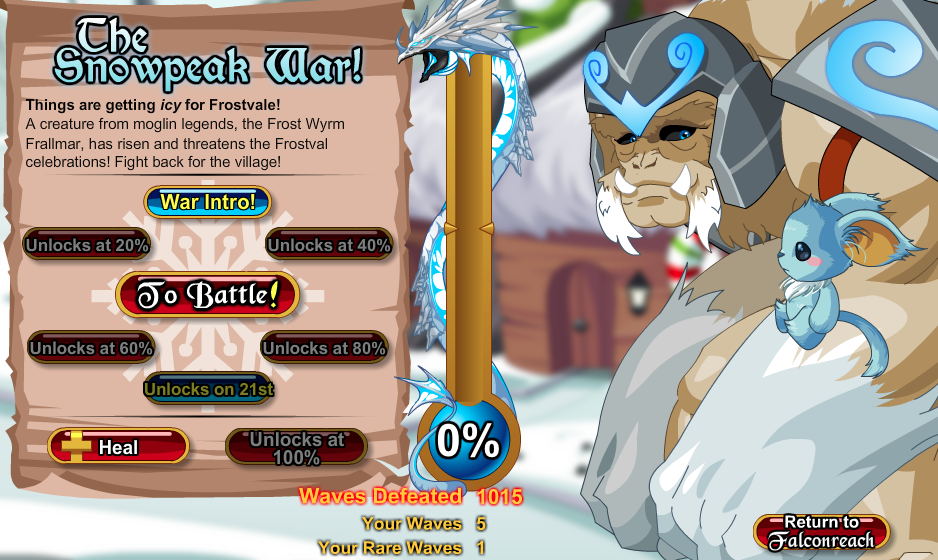 The
Snowpeak War!
Things are getting icy for Frostvale!
A creature from moglin legends, the Frost Wyrm
Frallmar, has risen and threatens the Frostval
celebrations! Fight back for the village!
War Intro!
Unlocks at 20%
Unlocks at 40%
To Battle!
Unlocks at 60%
Unlocks at 80%
Unlocks on 21st
Heal
Unlocks at
100%
0%
Waves Defeated 1015
Your Waves 5
Your Rare Waves 1
Return to
Falconreach